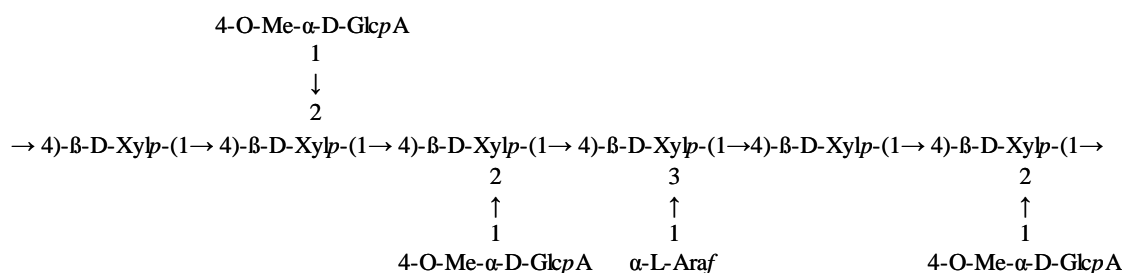 4-O-Me-α-D-GlcpA
1
↓
2
→ 4)-ß-D-Xylp-(1→ 4)-ß-D-Xylp-(1→ 4)-ß-D-Xylp-(1→ 4)-ß-D-Xylp-(1→4)-ß-D-Xylp-(1→ 4)-ß-D-Xylp-(1→
2 3 2
↑ ↑ ↑
1 1 1
4-O-Me-α-D-GlcpA α-L-Araf 4-O-Me-α-D-GlcpA